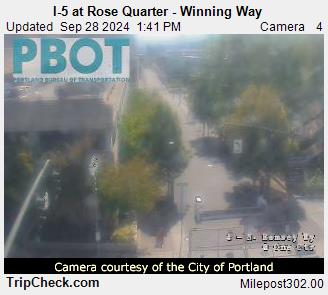 I-5 at Rose Quarter - Winning Way
Updated Sep 28 2024 1:41 PM Camera 4
PBOT
PORTLAND BUREAU OF TRANSPORTATION
Camera courtesy of the City of Portland
TripCheck.com Milepost302.00